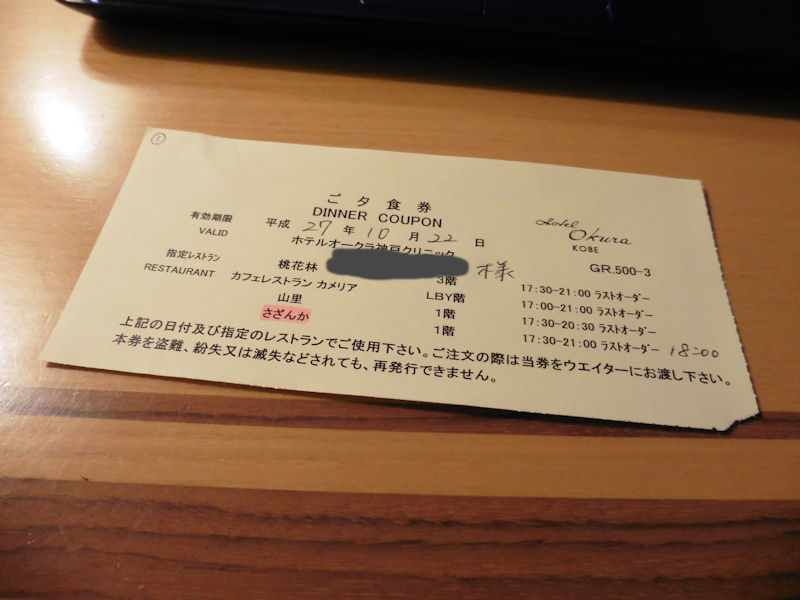 ①
ご夕食券
DINNER COUPON
有効期限 平成 27 年 10 月 22 日
VALID
Hotel Okura
KOBE
ホテルオークラ神戸クリニック
様
GR.500-3
指定レストラン
RESTAURANT
桃花林 3階 17:30-21:00 ラストオーダー
カフェレストラン カメリア LBY階 17:00-21:00 ラストオーダー
山里 1階 17:30-20:30 ラストオーダー
さざんか 1階 17:30-21:00 ラストオーダー 18:00
上記の日付及び指定のレストランでご使用下さい。ご注文の際は当券をウエイターにお渡し下さい。
本券を盗難、紛失又は滅失などされても、再発行できません。